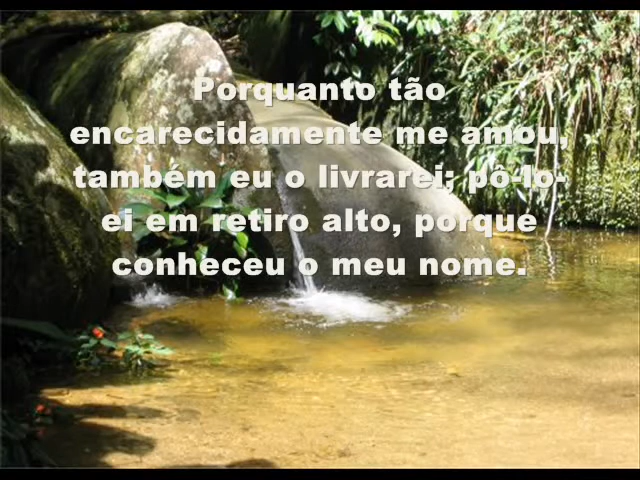 Porquanto tão
encarecidamente me amou,
também eu o livrarei; pô-lo-
ei em retiro alto, porque
conheceu o meu nome.